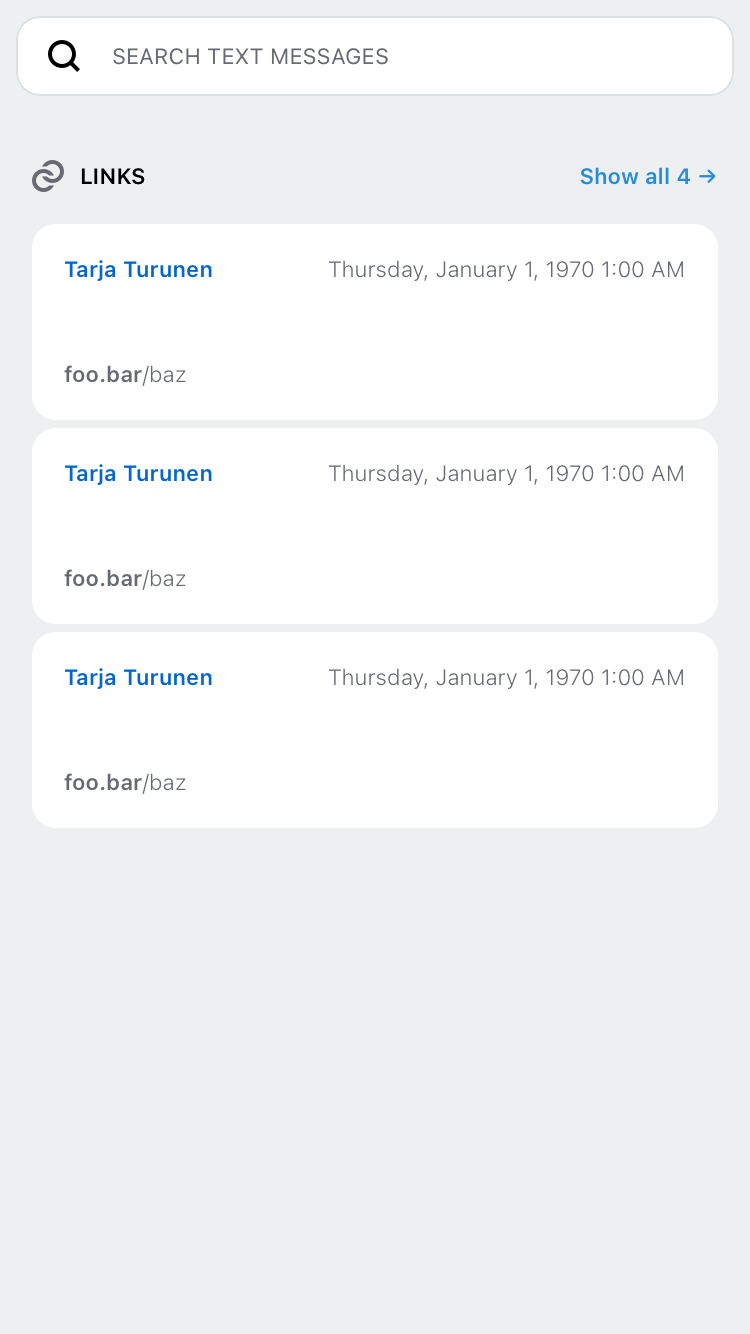 SEARCH TEXT MESSAGES
LINKS Show all 4 →
Tarja Turunen Thursday, January 1, 1970 1:00 AM
foo.bar/baz
Tarja Turunen Thursday, January 1, 1970 1:00 AM
foo.bar/baz
Tarja Turunen Thursday, January 1, 1970 1:00 AM
foo.bar/baz